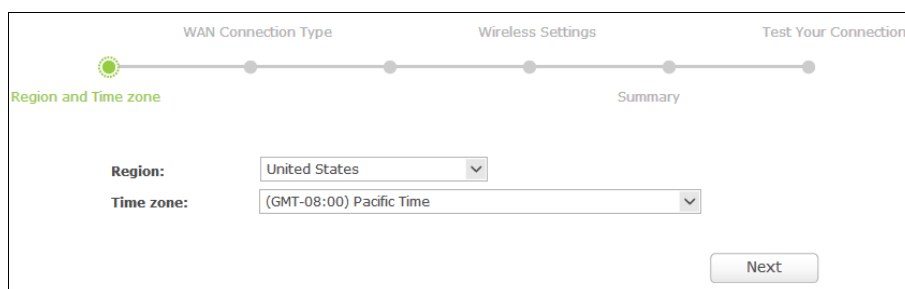 WAN Connection Type Wireless Settings Test Your Connection
Region and Time zone Summary
Region: United States
Time zone: (GMT-08:00) Pacific Time
Next